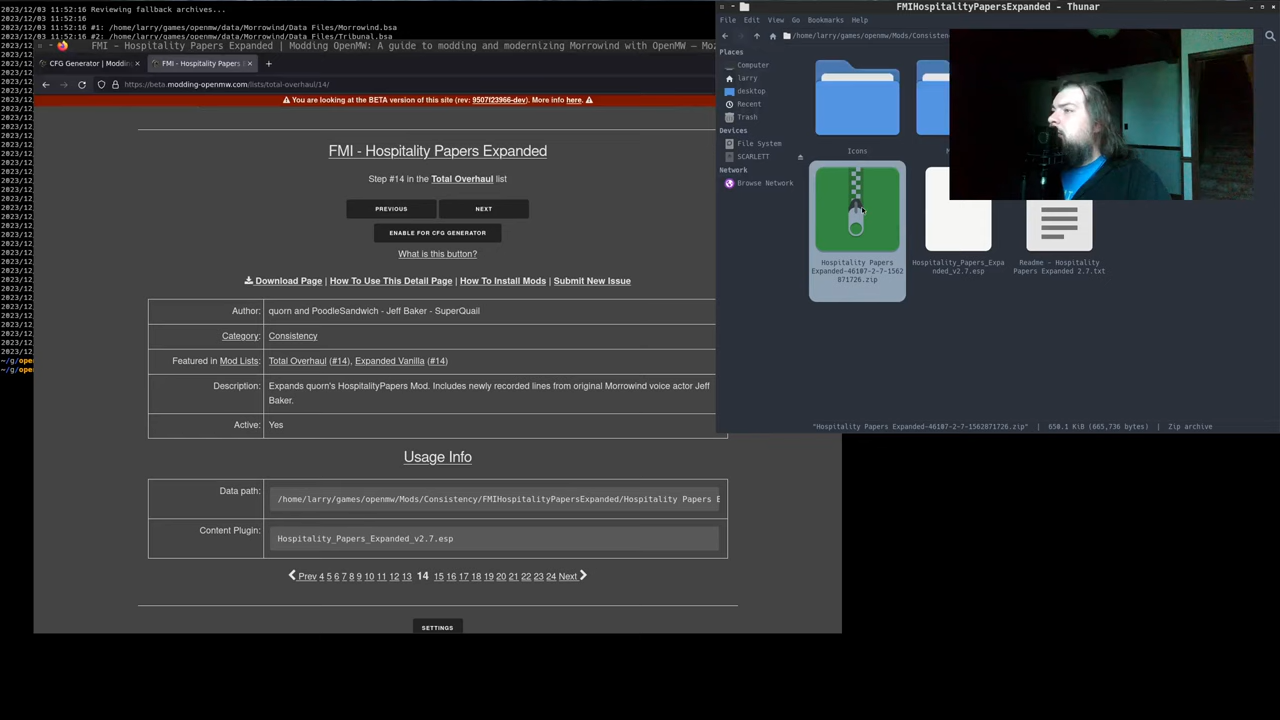 2023/12/03 11:52:16 Reviewing fallback archives...
2023/12/03 11:52:16
2023/12/03 11:52:16 #1: /home/larry/games/openmw/data/Morrowind/Data Files/Morrowind.bsa
2023/12/03 11:52:16 #2: /home/larry/games/openmw/data/Morrowind/Data Files/Tribunal.bsa
FMI - Hospitality Papers Expanded | Modding OpenMW: A guide to modding and modernizing Morrowind with OpenMW — Moz
CFG Generator | Modding
FMI - Hospitality Papers
https://beta.modding-openmw.com/lists/total-overhaul/14/
You are looking at the BETA version of this site (rev: 9507f23966-dev). More info here.
FMI - Hospitality Papers Expanded
Step #14 in the Total Overhaul list
PREVIOUS
NEXT
ENABLE FOR CFG GENERATOR
What is this button?
Download Page | How To Use This Detail Page | How To Install Mods | Submit New Issue
Author: quorn and PoodleSandwich - Jeff Baker - SuperQuail
Category: Consistency
Featured in Mod Lists: Total Overhaul (#14), Expanded Vanilla (#14)
Description: Expands quorn's HospitalityPapers Mod. Includes newly recorded lines from original Morrowind voice actor Jeff
Baker.
Active: Yes
Usage Info
Data path: /home/larry/games/openmw/Mods/Consistency/FMIHospitalityPapersExpanded/Hospitality Papers E
Content Plugin: Hospitality_Papers_Expanded_v2.7.esp
Prev 4 5 6 7 8 9 10 11 12 13 14 15 16 17 18 19 20 21 22 23 24 Next
SETTINGS
FMIHospitalityPapersExpanded - Thunar
File Edit View Go Bookmarks Help
/home/larry/games/openmw/Mods/Consisten
Places
Computer
larry
desktop
Recent
Trash
Devices
File System
SCARLETT
Network
Browse Network
Icons
Hospitality Papers
Expanded-46107-2-7-1562
871726.zip
Hospitality_Papers_Expa
nded_v2.7.esp
Readme - Hospitality
Papers Expanded 2.7.txt
"Hospitality Papers Expanded-46107-2-7-1562871726.zip" | 650.1 KiB (665,736 bytes) | Zip archive